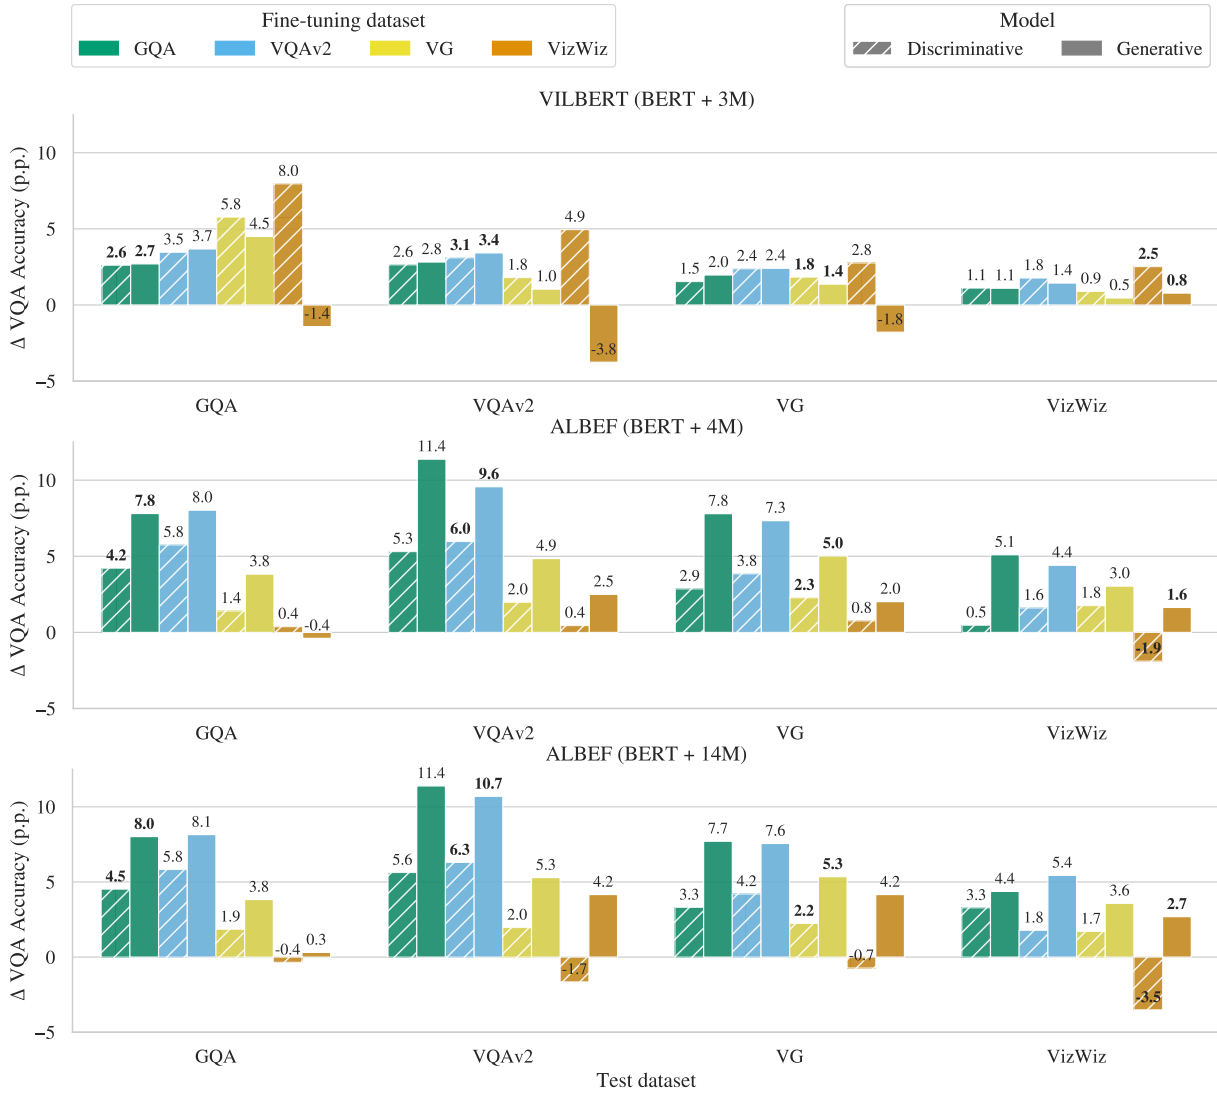 Fine-tuning dataset
GQA VQAv2 VG VizWiz
Model
Discriminative Generative
VILBERT (BERT + 3M)
Δ VQA Accuracy (p.p.)
10
5
0
−5
2.6 2.7 3.5 3.7 5.8 4.5 8.0 -1.4
2.6 2.8 3.1 3.4 1.8 1.0 4.9 -3.8
1.5 2.0 2.4 2.4 1.8 1.4 2.8 -1.8
1.1 1.1 1.8 1.4 0.9 0.5 2.5 0.8
GQA VQAv2 VG VizWiz
ALBEF (BERT + 4M)
Δ VQA Accuracy (p.p.)
10
5
0
−5
4.2 7.8 5.8 8.0 1.4 3.8 0.4 -0.4
5.3 11.4 6.0 9.6 2.0 4.9 0.4 2.5
2.9 7.8 3.8 7.3 2.3 5.0 0.8 2.0
0.5 5.1 1.6 4.4 1.8 3.0 -1.9 1.6
GQA VQAv2 VG VizWiz
ALBEF (BERT + 14M)
Δ VQA Accuracy (p.p.)
10
5
0
−5
4.5 8.0 5.8 8.1 1.9 3.8 -0.4 0.3
5.6 11.4 6.3 10.7 2.0 5.3 -1.7 4.2
3.3 7.7 4.2 7.6 2.2 5.3 -0.7 4.2
3.3 4.4 1.8 5.4 1.7 3.6 -3.5 2.7
GQA VQAv2 VG VizWiz
Test dataset